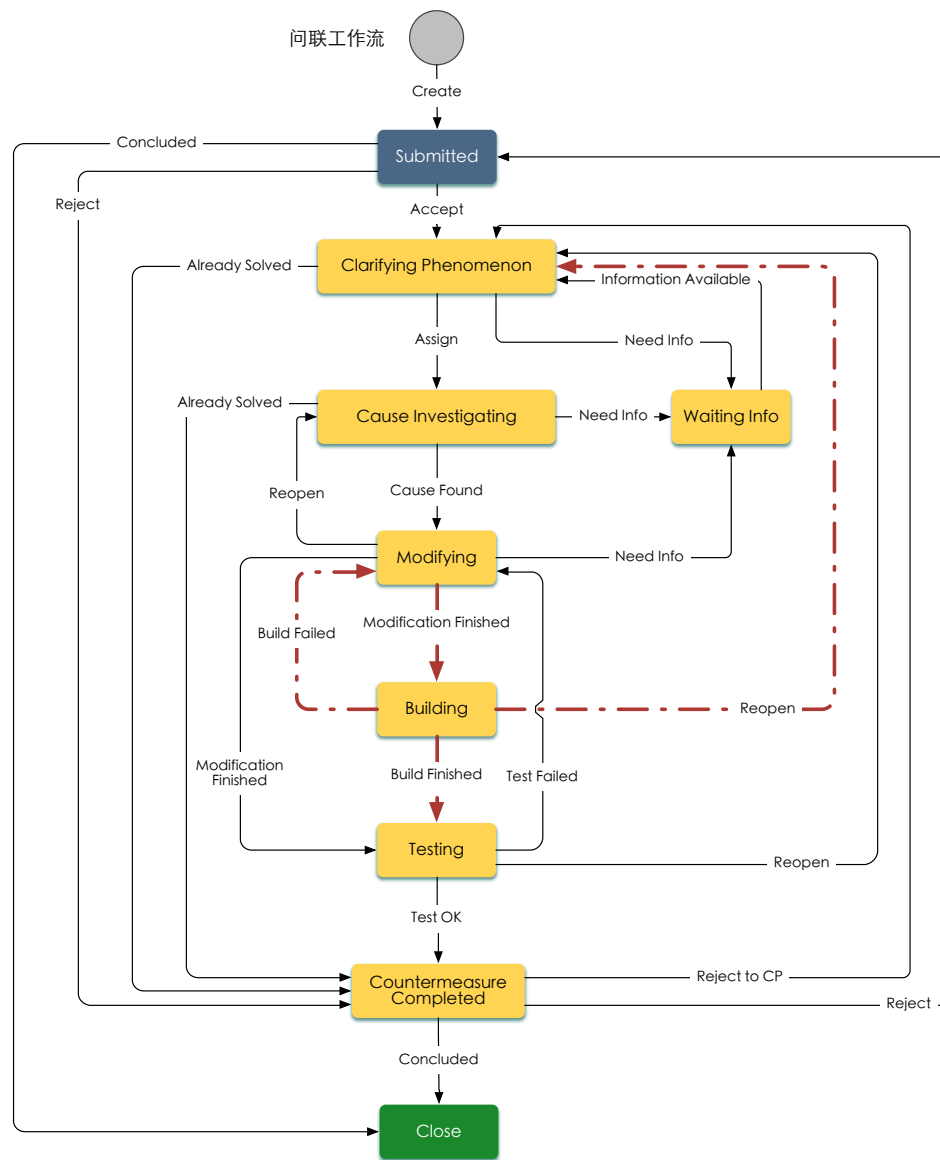 问联工作流
Create
Concluded
Submitted
Reject
Accept
Already Solved
Clarifying Phenomenon
Information Available
Assign
Need Info
Already Solved
Cause Investigating
Need Info
Waiting Info
Reopen
Cause Found
Modifying
Need Info
Build Failed
Modification Finished
Building
Reopen
Modification
Finished
Build Finished
Test Failed
Testing
Reopen
Test OK
Countermeasure
Completed
Reject to CP
Reject
Concluded
Close